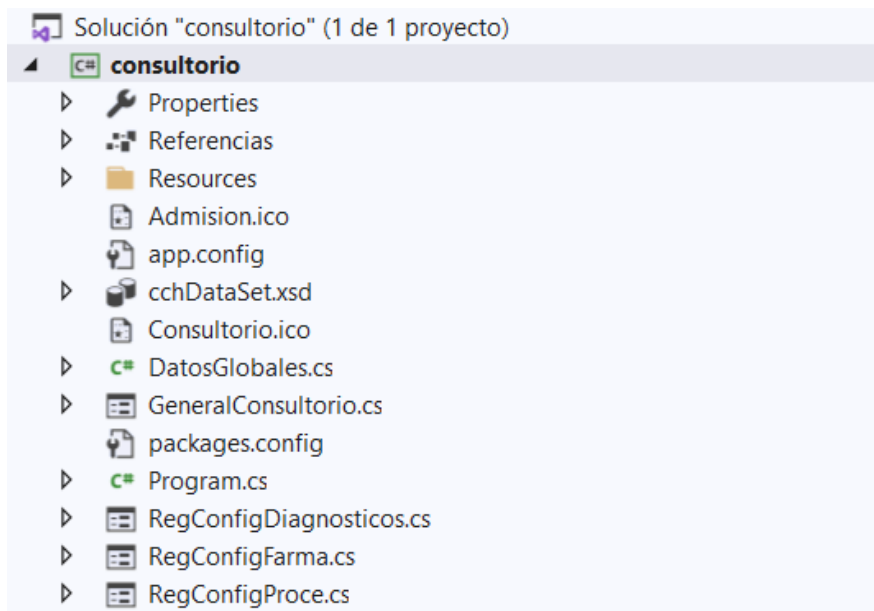 Solución "consultorio" (1 de 1 proyecto)
C# consultorio
Properties
Referencias
Resources
Admision.ico
app.config
cchDataSet.xsd
Consultorio.ico
C# DatosGlobales.cs
GeneralConsultorio.cs
packages.config
C# Program.cs
RegConfigDiagnosticos.cs
RegConfigFarma.cs
RegConfigProce.cs